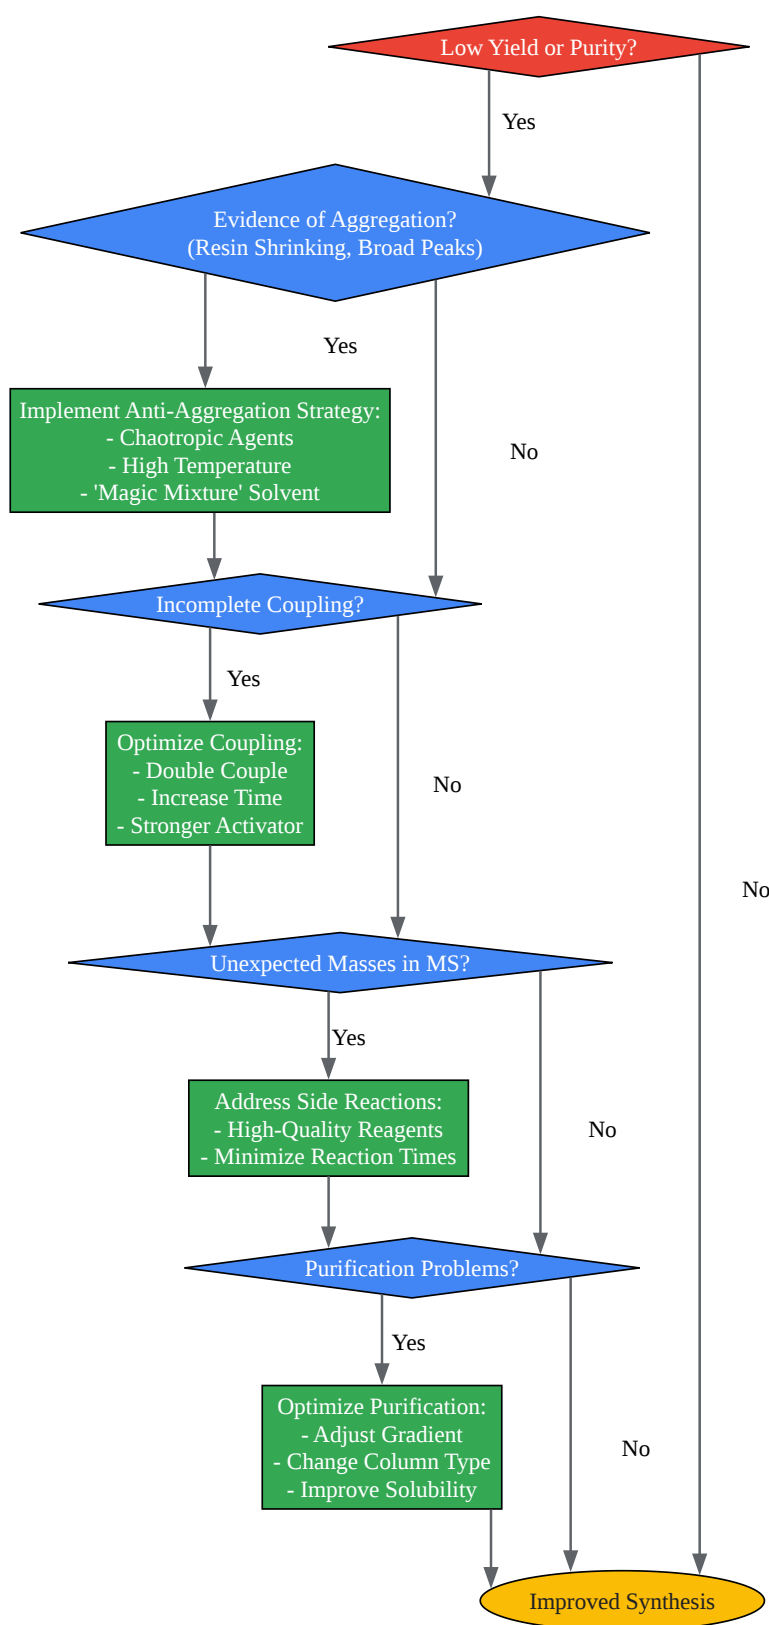 Low Yield or Purity?
Yes
Evidence of Aggregation?
(Resin Shrinking, Broad Peaks)
Yes
Implement Anti-Aggregation Strategy:
- Chaotropic Agents
- High Temperature
- 'Magic Mixture' Solvent
No
Incomplete Coupling?
Yes
Optimize Coupling:
- Double Couple
- Increase Time
- Stronger Activator
No
No
Unexpected Masses in MS?
Yes
Address Side Reactions:
- High-Quality Reagents
- Minimize Reaction Times
No
Purification Problems?
Yes
Optimize Purification:
- Adjust Gradient
- Change Column Type
- Improve Solubility
No
Improved Synthesis